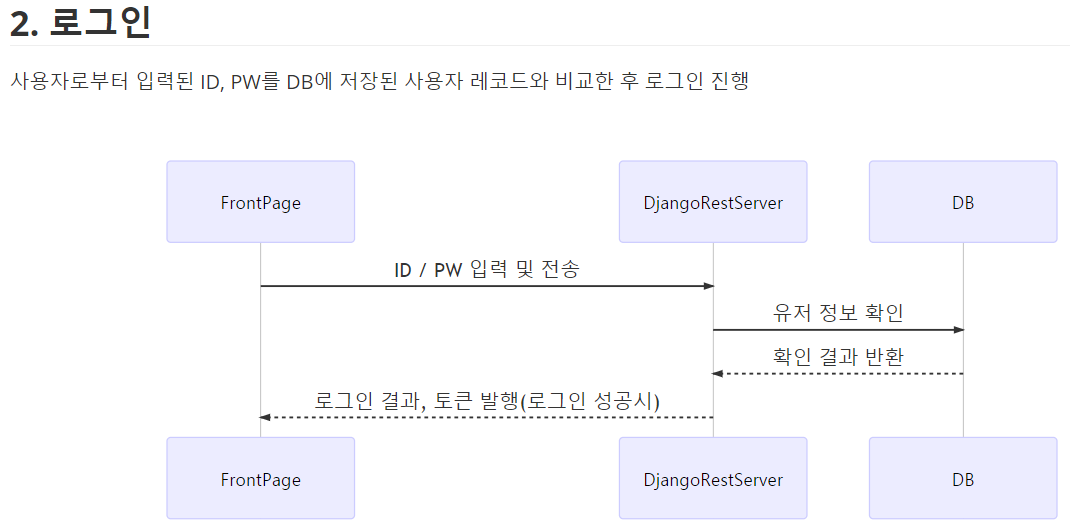 2. 로그인
사용자로부터 입력된 ID, PW를 DB에 저장된 사용자 레코드와 비교한 후 로그인 진행
FrontPage
DjangoRestServer
DB
ID / PW 입력 및 전송
유저 정보 확인
확인 결과 반환
로그인 결과, 토큰 발행(로그인 성공시)
FrontPage
DjangoRestServer
DB